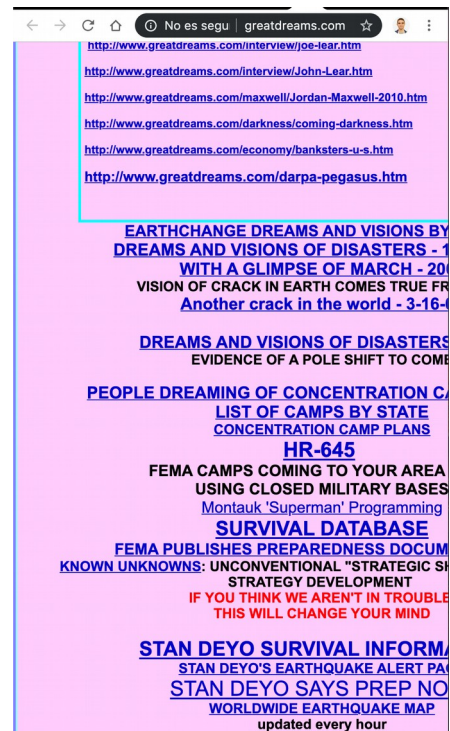 No es segu
greatdreams.com
http://www.greatdreams.com/interview/joe-lear.htm
http://www.greatdreams.com/interview/John-Lear.htm
http://www.greatdreams.com/maxwell/Jordan-Maxwell-2010.htm
http://www.greatdreams.com/darkness/coming-darkness.htm
http://www.greatdreams.com/economy/banksters-u-s.htm
http://www.greatdreams.com/darpa-pegasus.htm
EARTHCHANGE DREAMS AND VISIONS BY
DREAMS AND VISIONS OF DISASTERS - 1
WITH A GLIMPSE OF MARCH - 20
VISION OF CRACK IN EARTH COMES TRUE FR
Another crack in the world - 3-16-
DREAMS AND VISIONS OF DISASTERS
EVIDENCE OF A POLE SHIFT TO COME
PEOPLE DREAMING OF CONCENTRATION CA
LIST OF CAMPS BY STATE
CONCENTRATION CAMP PLANS
HR-645
FEMA CAMPS COMING TO YOUR AREA
USING CLOSED MILITARY BASES
Montauk 'Superman' Programming
SURVIVAL DATABASE
FEMA PUBLISHES PREPAREDNESS DOCUM
KNOWN UNKNOWNS: UNCONVENTIONAL "STRATEGIC SH
STRATEGY DEVELOPMENT
IF YOU THINK WE AREN'T IN TROUBLE
THIS WILL CHANGE YOUR MIND
STAN DEYO SURVIVAL INFORMA
STAN DEYO'S EARTHQUAKE ALERT PAG
STAN DEYO SAYS PREP NO
WORLDWIDE EARTHQUAKE MAP
updated every hour